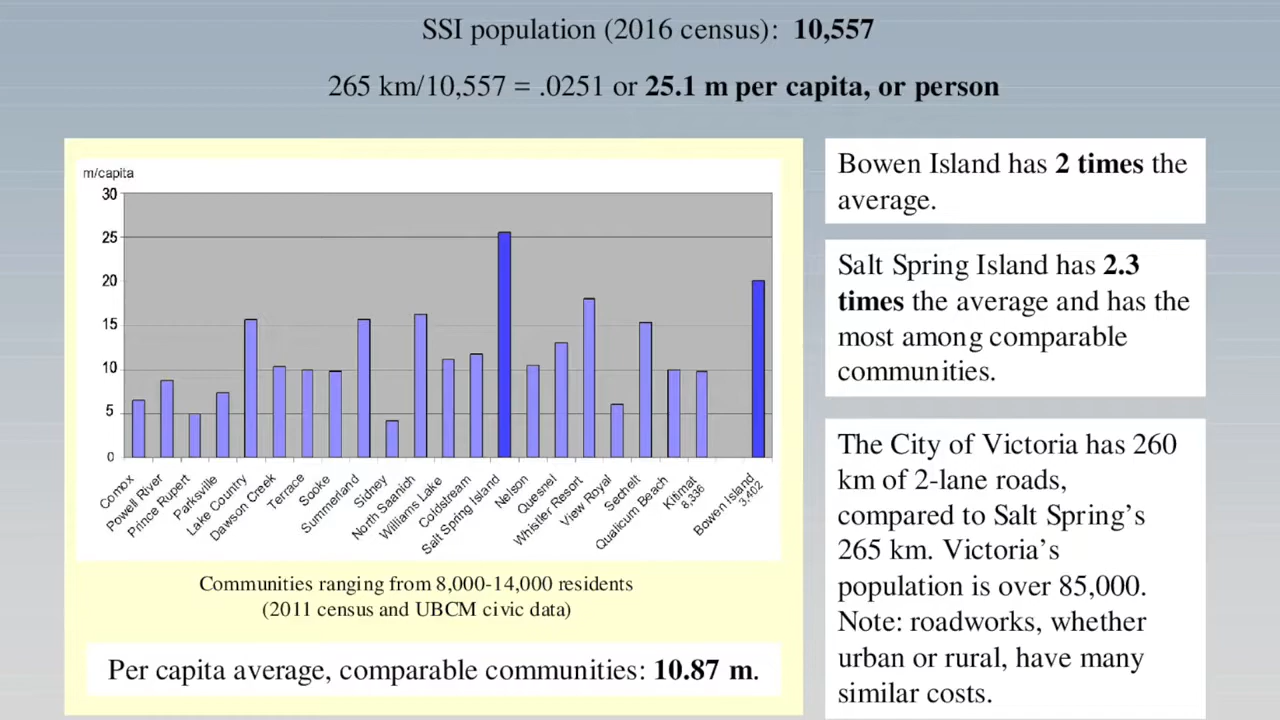 SSI population (2016 census): 10,557
265 km/10,557 = .0251 or 25.1 m per capita, or person
m/capita
30
25
20
15
10
5
0
Comox
Powell River
Prince Rupert
Parksville
Lake Country
Dawson Creek
Terrace
Sooke
Summerland
Sidney
North Saanich
Williams Lake
Coldstream
Salt Spring Island
Nelson
Quesnel
Whistler Resort
View Royal
Sechelt
Qualicum Beach
Kitimat
8,336
Bowen Island
3,402
Communities ranging from 8,000-14,000 residents
(2011 census and UBCM civic data)
Per capita average, comparable communities: 10.87 m.
Bowen Island has 2 times the
average.
Salt Spring Island has 2.3
times the average and has the
most among comparable
communities.
The City of Victoria has 260
km of 2-lane roads,
compared to Salt Spring’s
265 km. Victoria’s
population is over 85,000.
Note: roadworks, whether
urban or rural, have many
similar costs.